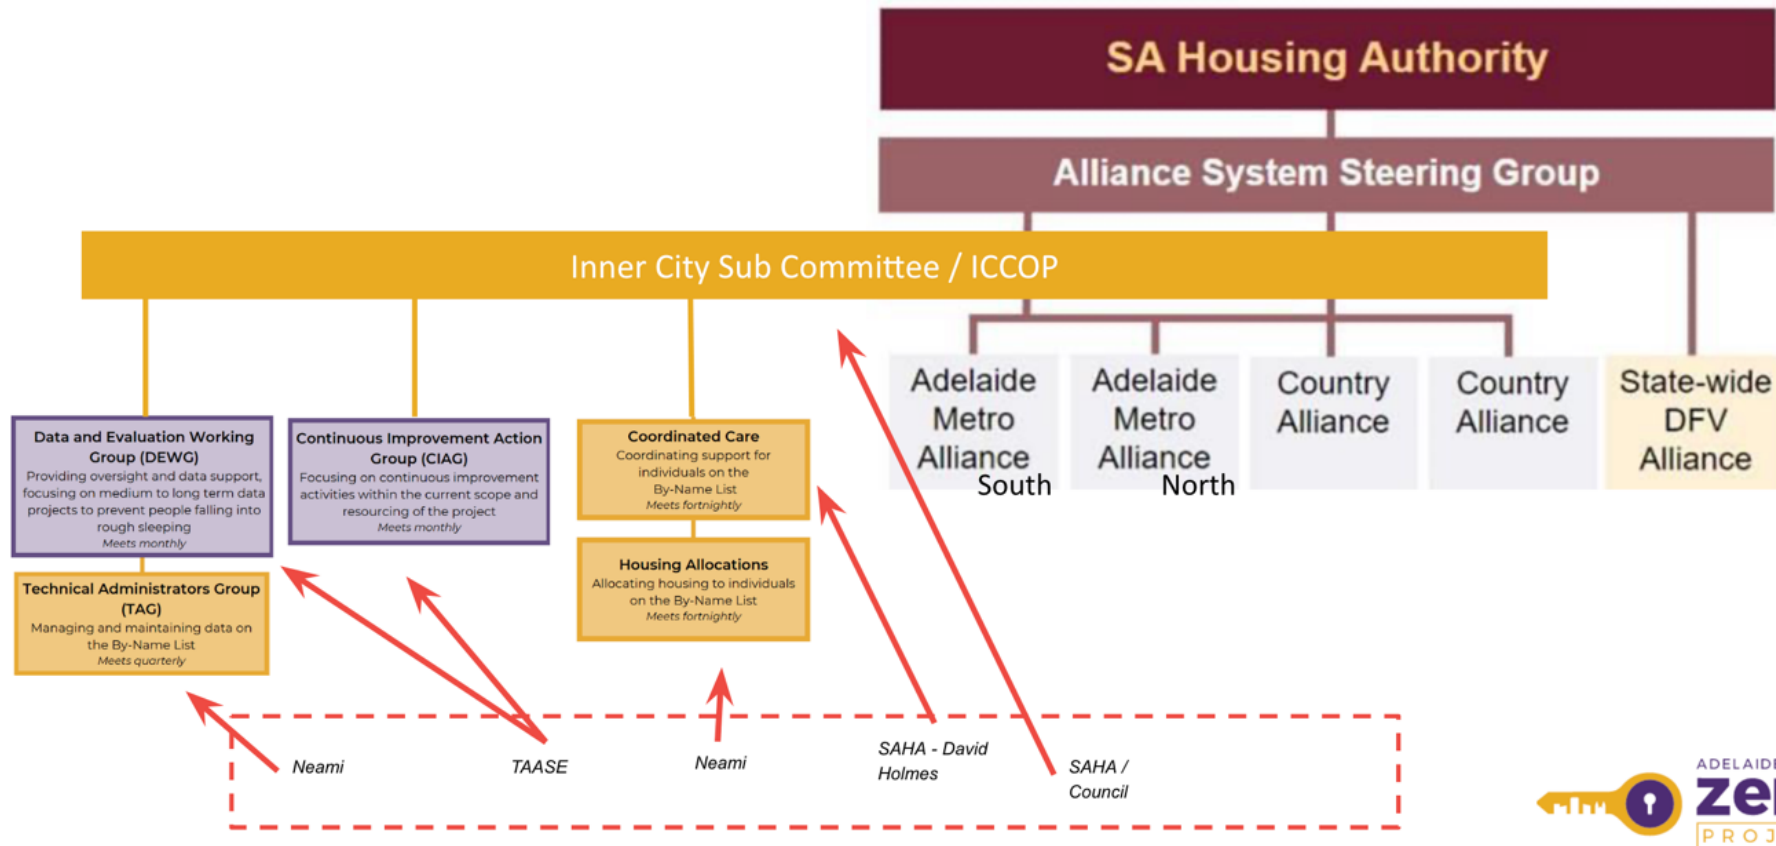 SA Housing Authority
Alliance System Steering Group
Inner City Sub Committee / ICCOP
Adelaide
Metro
Alliance
South
Adelaide
Metro
Alliance
North
Country
Alliance
Country
Alliance
State-wide
DFV
Alliance
Data and Evaluation Working
Group (DEWG)
Providing oversight and data support,
focusing on medium to long term data
projects to prevent people falling into
rough sleeping
Meets monthly
Technical Administrators Group
(TAG)
Managing and maintaining data on
the By-Name List
Meets quarterly
Continuous Improvement Action
Group (CIAG)
Focusing on continuous improvement
activities within the current scope and
resourcing of the project
Meets monthly
Coordinated Care
Coordinating support for
individuals on the
By-Name List
Meets fortnightly
Housing Allocations
Allocating housing to individuals
on the By-Name List
Meets fortnightly
Neami
TAASE
Neami
SAHA - David
Holmes
SAHA /
Council
ADELAIDE